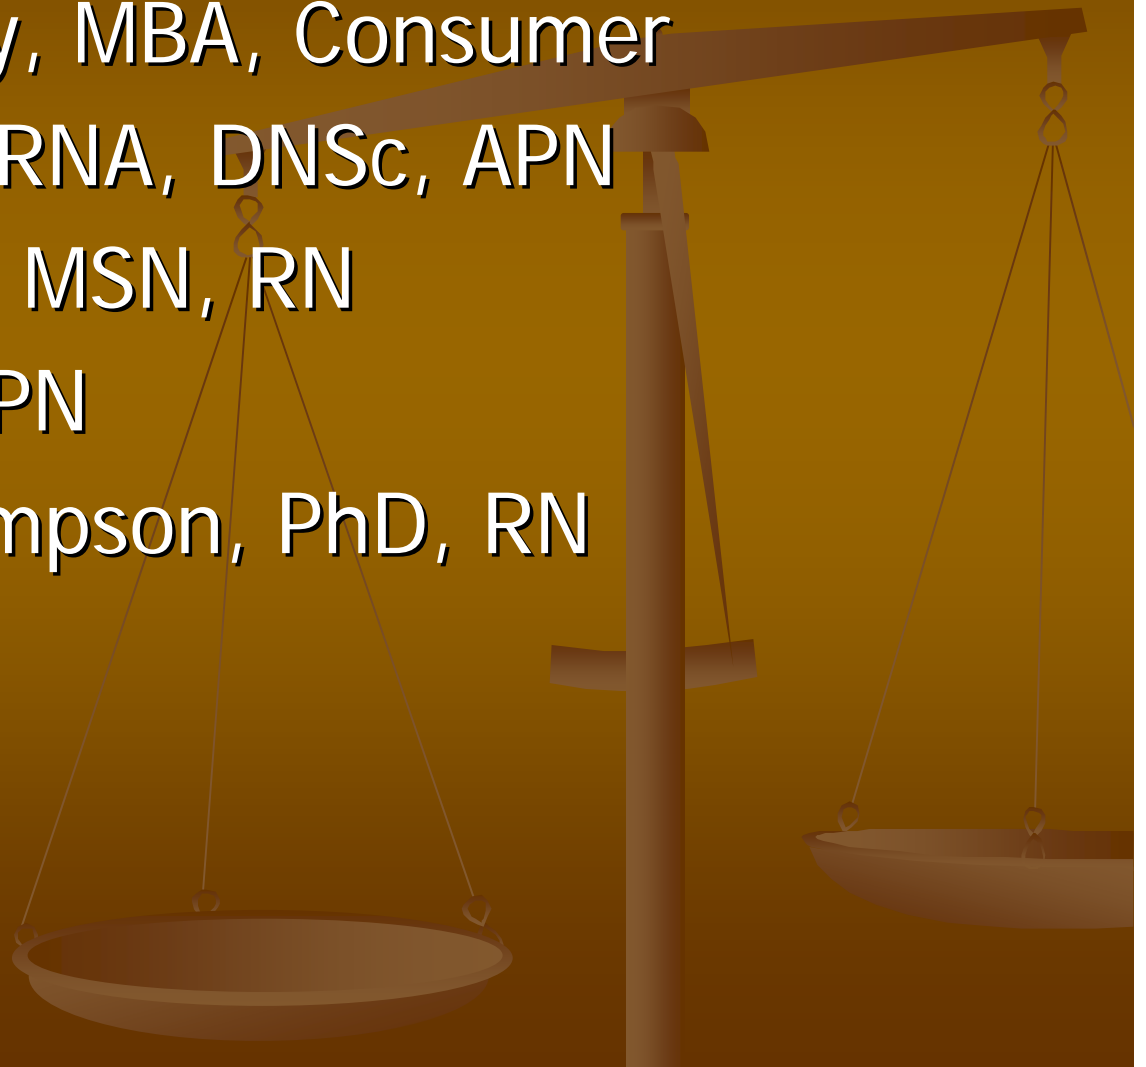 y, MBA, Consumer
RNA, DNSc, APN
MSN, RN
PN
mpson, PhD, RN